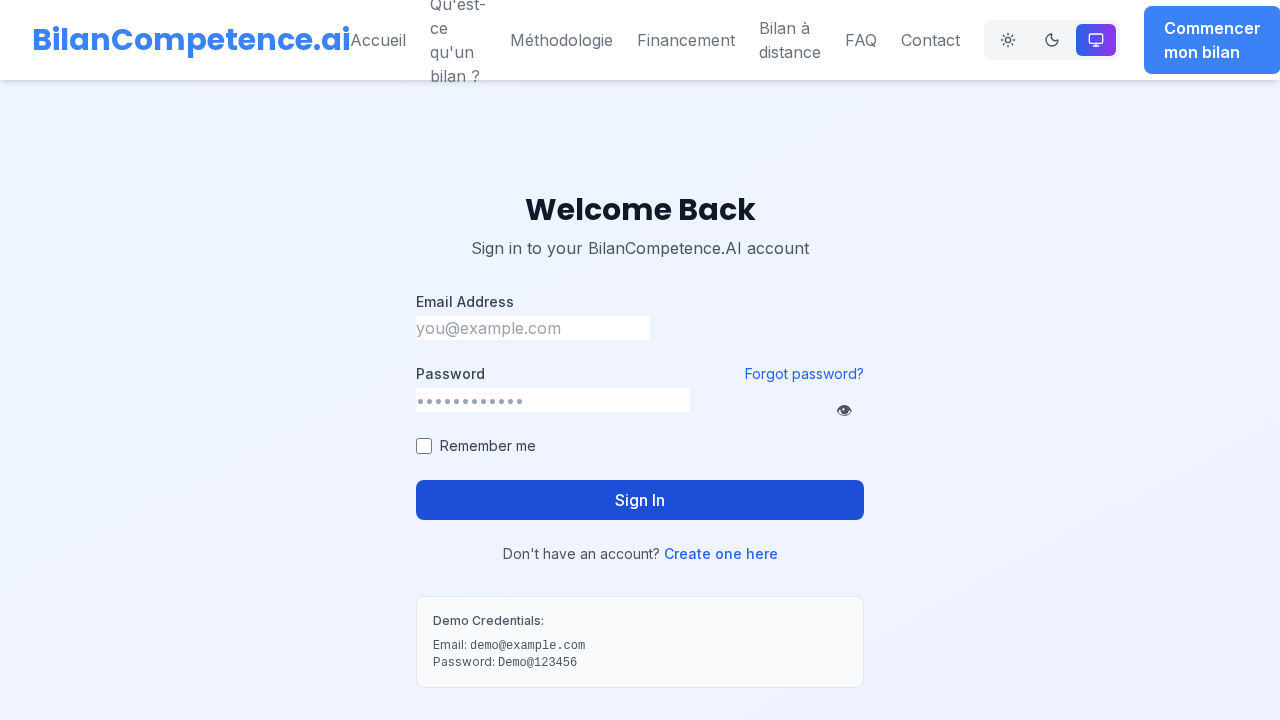 BilanCompetence.ai
Accueil
Qu'est-
ce
qu'un
bilan ?
Méthodologie
Financement
Bilan à
distance
FAQ
Contact
Commencer
mon bilan
Welcome Back
Sign in to your BilanCompetence.AI account
Email Address
you@example.com
Password
Forgot password?
••••••••••••
Remember me
Sign In
Don't have an account? Create one here
Demo Credentials:
Email: demo@example.com
Password: Demo@123456